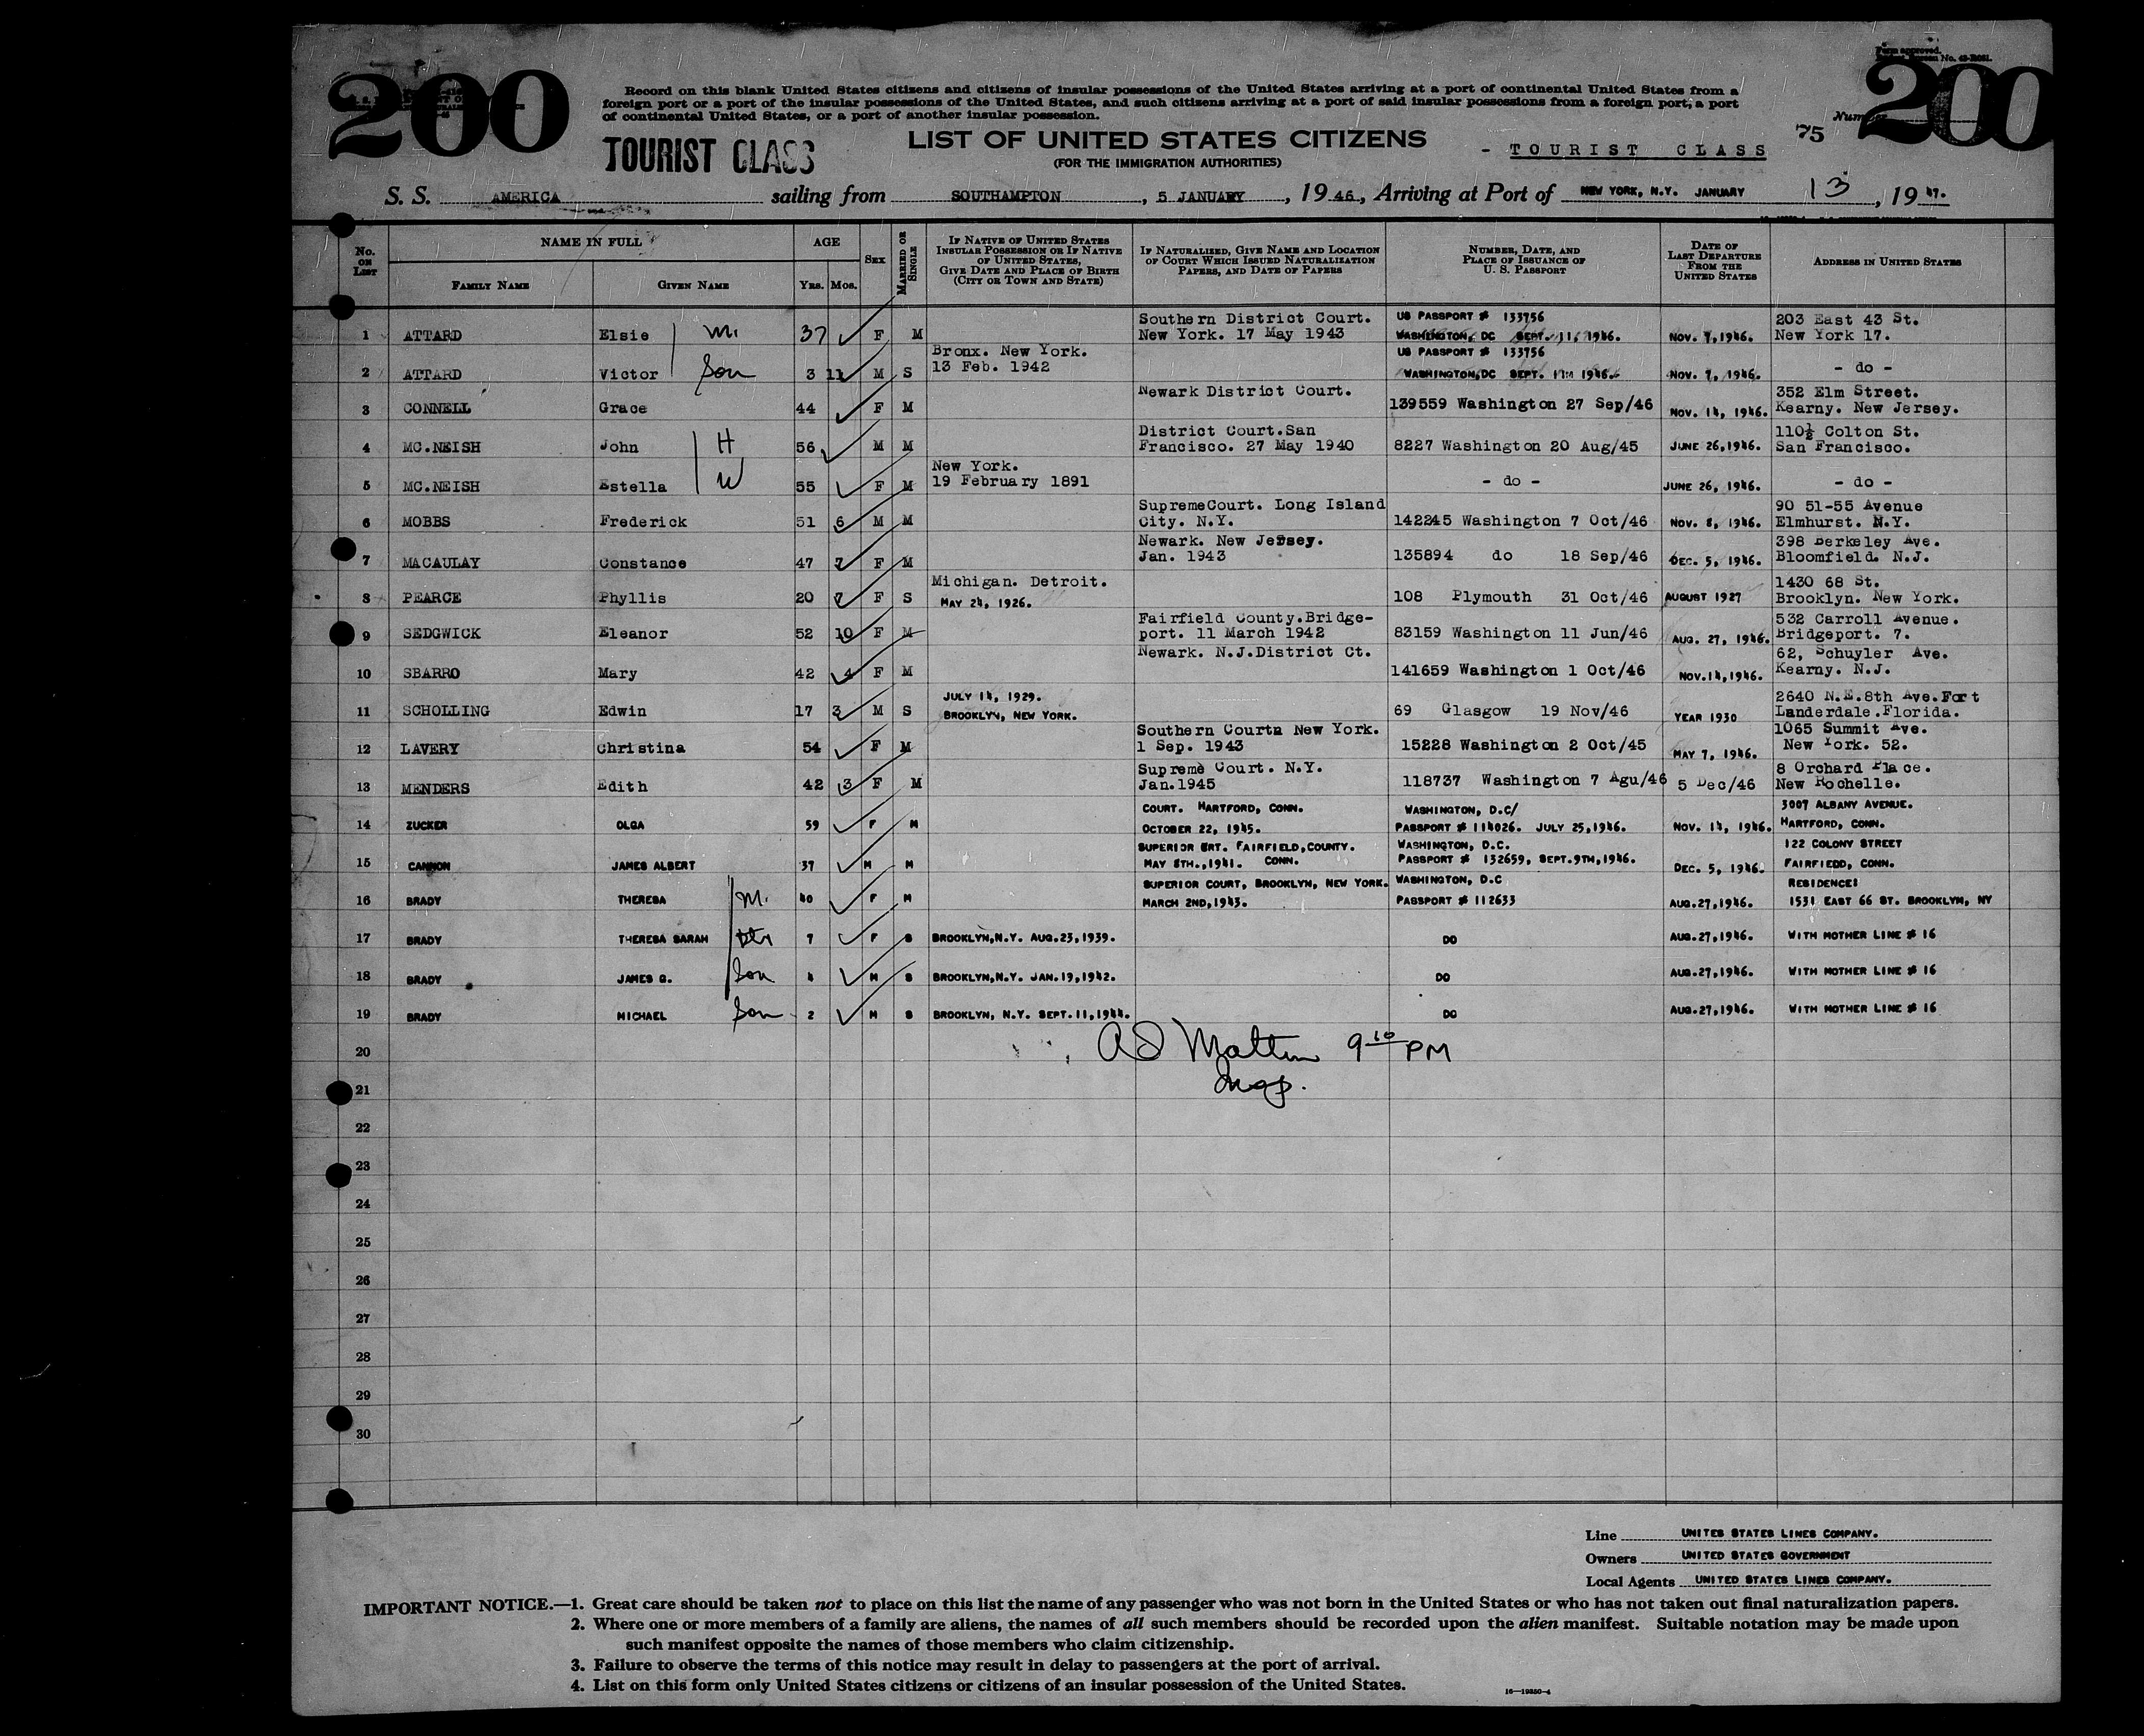 200
200
Form approved.
Record on this blank United States citizens and citizens of insular possessions of the United States arriving at a port of continental United States from a
foreign port or a port of the insular possessions of the United States, and such citizens arriving at a port of said insular possessions from a foreign port, a port
of continental United States, or a port of another insular possession.
Number
'75
TOURIST CLASS
LIST OF UNITED STATES CITIZENS
(FOR THE IMMIGRATION AUTHORITIES)
- TOURIST CLASS
S. S. AMERICA sailing from SOUTHAMPTON, 5 JANUARY, 19 46, Arriving at Port of NEW YORK, N.Y. JANUARY 13, 19 47.
No. ON LIST
NAME IN FULL
FAMILY NAME
GIVEN NAME
AGE
YRS. MOS.
SEX
MARRIED OR SINGLE
IF NATIVE OF UNITED STATES INSULAR POSSESSION OR IF NATIVE OF UNITED STATES, GIVE DATE AND PLACE OF BIRTH (CITY OR TOWN AND STATE)
IF NATURALIZED, GIVE NAME AND LOCATION OF COURT WHICH ISSUED NATURALIZATION PAPERS, AND DATE OF PAPERS
NUMBER, DATE, AND PLACE OF ISSUANCE OF U. S. PASSPORT
DATE OF LAST DEPARTURE FROM THE UNITED STATES
ADDRESS IN UNITED STATES
1 ATTARD Elsie M. 37 F M Southern District Court. New York. 17 May 1943 US PASSPORT # 133756 WASHINGTON, DC SEPT. 11, 1946. NOV. 7,1946. 203 East 43 St. New York 17.
2 ATTARD Victor Son 3 11 M S Bronx. New York. 13 Feb. 1942 US PASSPORT # 133756 WASHINGTON,DC SEPT. 11, 1946. NOV. 7, 1946. - do -
3 CONNELL Grace 44 F M Newark District Court. 139559 Washington 27 Sep/46 NOV. 14, 1946. 352 Elm Street. Kearny. New Jersey.
4 MC.NEISH John H 56 M M District Court.San Francisco. 27 May 1940 8227 Washington 20 Aug/45 JUNE 26,1946. 110½ Colton St. San Francisco.
5 MC.NEISH Estella W 55 F M New York. 19 February 1891 - do - JUNE 26, 1946. - do -
6 MOBBS Frederick 51 6 M M SupremeCourt. Long Island City. N.Y. 142245 Washington 7 Oct/46 NOV. 8, 1946. 90 51-55 Avenue Elmhurst. N.Y.
7 MACAULAY Constance 47 7 F M Newark. New Jersey. Jan. 1943 135894 do 18 Sep/46 DEC. 5, 1946. 398 Berkeley Ave. Bloomfield. N.J.
8 PEARCE Phyllis 20 7 F S Michigan. Detroit. MAY 24, 1926. 108 Plymouth 31 Oct/46 AUGUST 1927 1430 68 St. Brooklyn. New York.
9 SEDGWICK Eleanor 52 10 F M Fairfield County.Bridge- port. 11 March 1942 83159 Washington 11 Jun/46 AUG. 27, 1946. 532 Carroll Avenue. Bridgeport. 7.
10 SBARRO Mary 42 4 F M Newark. N.J.District Ct. 141659 Washington 1 Oct/46 NOV.14,1946. 62, Schuyler Ave. Kearny. N.J.
11 SCHOLLING Edwin 17 3 M S JULY 14, 1929. BROOKLYN, NEW YORK. 69 Glasgow 19 Nov/46 YEAR 1930 2640 N.E.8th Ave.Fort Landerdale.Florida.
12 LAVERY Christina 54 F M Southern Courtn New York. 1 Sep. 1943 15228 Washington 2 Oct/45 MAY 7, 1946. 1065 Summit Ave. New York. 52.
13 MENDERS Edith 42 3 F M Supreme Court. N.Y. Jan.1945 118737 Washington 7 Agu/46 5 Dec/46 8 Orchard Place. New Rochelle.
14 ZUCKER OLGA 59 F M COURT. HARTFORD, CONN. OCTOBER 22, 1945. WASHINGTON, D.C/ PASSPORT # 114026. JULY 25,1946. NOV. 14, 1946. 3007 ALBANY AVENUE. HARTFORD, CONN.
15 CANNON JAMES ALBERT 37 M M SUPERIOR CRT. FAIRFIELD,COUNTY. MAY 8TH.,1941. CONN. WASHINGTON, D.C. PASSPORT # 132659, SEPT.9TH,1946. DEC. 5, 1946. 122 COLONY STREET FAIRFIEDD, CONN.
16 BRADY THERESA M. 40 F M SUPERIOR COURT, BROOKLYN, NEW YORK. MARCH 2ND,1943. WASHINGTON, D.C PASSPORT # 112633 AUG.27,1946. RESIDENCE: 1531 EAST 66 ST. BROOKLYN, NY
17 BRADY THERESA SARAH Dtr 7 F S BROOKLYN,N.Y. AUG.23,1939. DO AUG.27,1946. WITH MOTHER LINE # 16
18 BRADY JAMES G. Son 4 M S BROOKLYN,N.Y. JAN.19,1942. DO AUG.27,1946. WITH MOTHER LINE # 16
19 BRADY MICHAEL Son 2 M S BROOKLYN, N.Y. SEPT.11,1944. DO AUG.27,1946. WITH MOTHER LINE # 16
20 9 10 PM
21 Insp.
22
23
24
25
26
27
28
29
30
Line UNITES STATES LINES COMPANY.
Owners UNITED STATES GOVERNMENT
Local Agents UNITED STATES LINES COMPANY.
IMPORTANT NOTICE.—1. Great care should be taken not to place on this list the name of any passenger who was not born in the United States or who has not taken out final naturalization papers.
2. Where one or more members of a family are aliens, the names of all such members should be recorded upon the alien manifest. Suitable notation may be made upon
such manifest opposite the names of those members who claim citizenship.
3. Failure to observe the terms of this notice may result in delay to passengers at the port of arrival.
4. List on this form only United States citizens or citizens of an insular possession of the United States.
16—19350-4